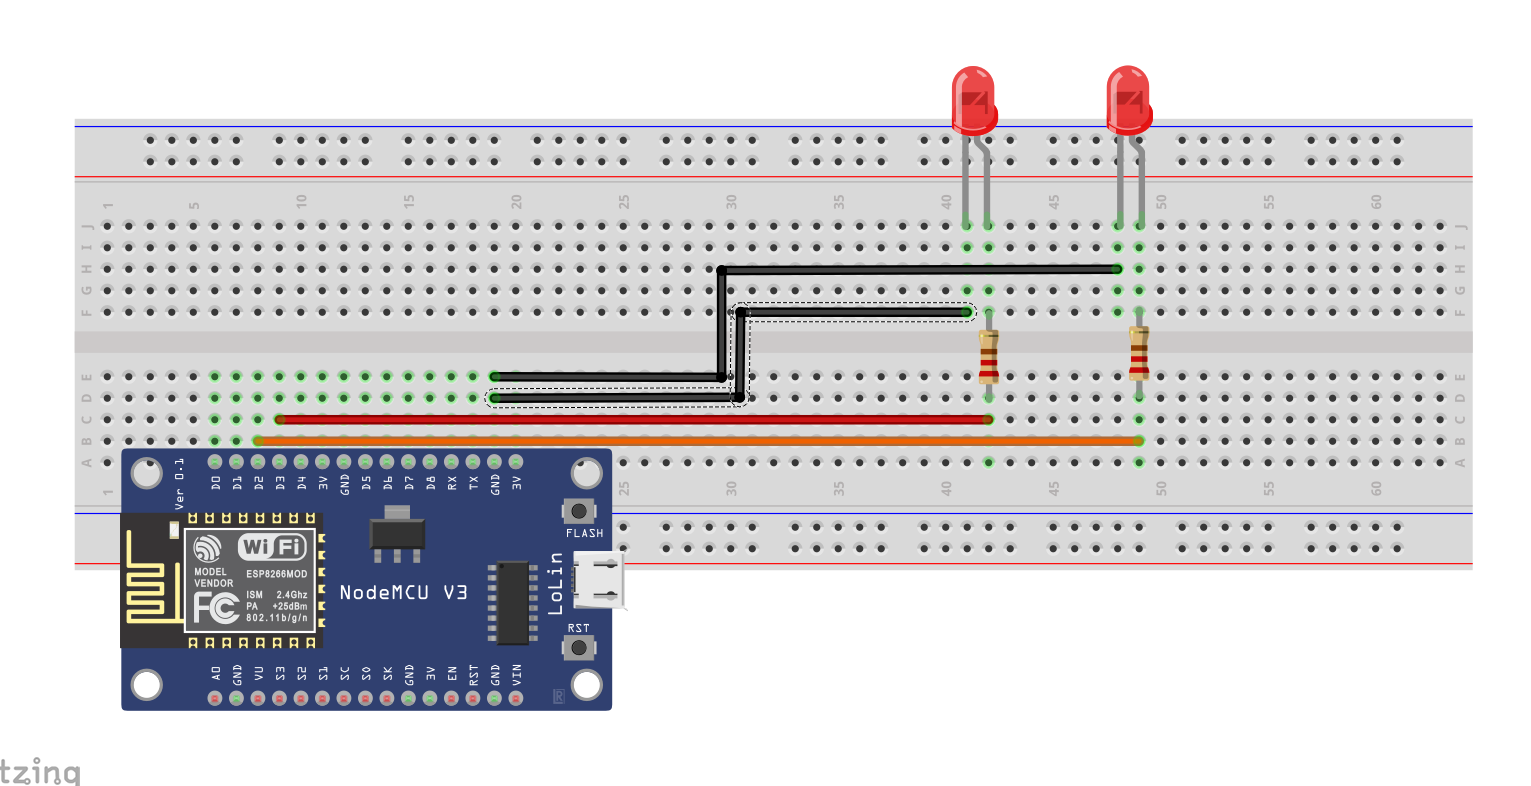 1 5 10 15 20 25 30 35 40 45 50 55 60
J J
I I
H H
G G
F F
E E
D D
C C
B B
A A
1 25 30 35 40 45 50 55 60
Ver 0.1
D0 D1 D2 D3 D4 3V GND D5 D6 D7 D8 RX TX GND 3V
FLASH
WiFi
MODEL
VENDOR
ESP8266MOD
FC
ISM 2.4Ghz
PA +25dBm
802.11b/g/n
NodeMCU V3
LoLin
RST
A0 GND VU S3 S2 S1 SC S0 SK GND 3V EN RST GND VIN
tzing